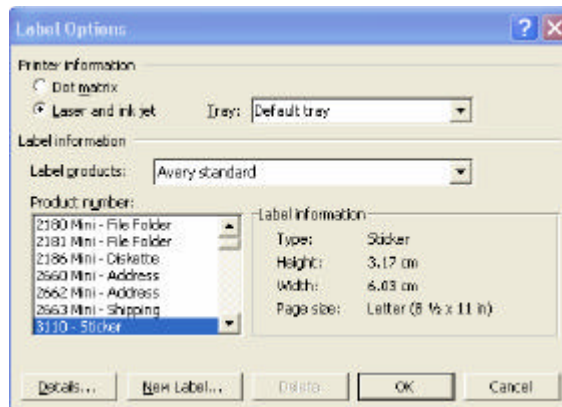 Label Options
Printer information
Dot matrix
Laser and ink jet Tray: Default tray
Label information
Label products: Avery standard
Product number:
2180 Mini - File Folder
2181 Mini - File Folder
2186 Mini - Diskette
2660 Mini - Address
2662 Mini - Address
2663 Mini - Shipping
3110 - Sticker
Label information
Type: Sticker
Height: 3.17 cm
Width: 6.03 cm
Page size: Letter (8 ½ x 11 in)
Details... New Label... Delete OK Cancel